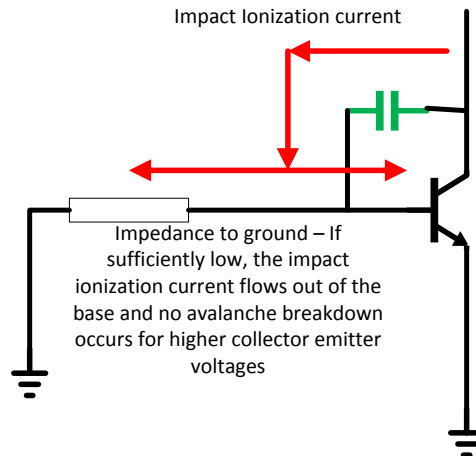 Impact Ionization current
Impedance to ground – If
sufficiently low, the impact
ionization current flows out of the
base and no avalanche breakdown
occurs for higher collector emitter
voltages